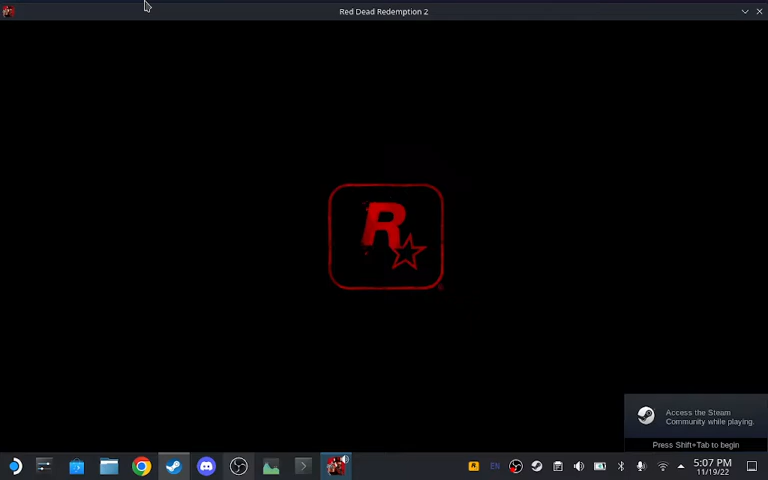 Red Dead Redemption 2
R
Access the Steam
Community while playing.
Press Shift+Tab to begin
EN
5:07 PM
11/19/22